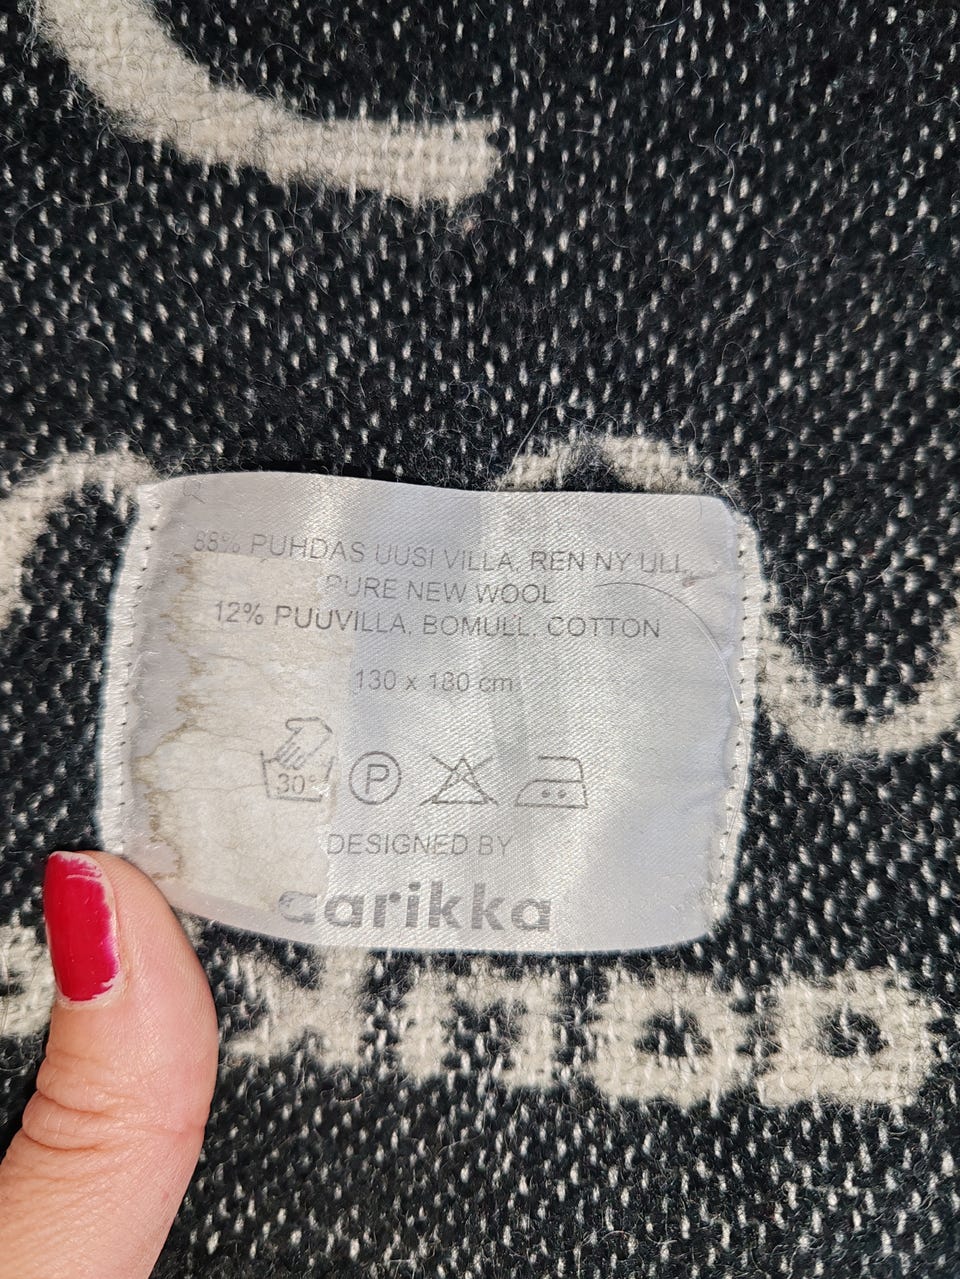 88% PUHDAS UUSI VILLA, REN NY ULL,
PURE NEW WOOL
12% PUUVILLA, BOMULL, COTTON
130 x 180 cm
30° P
DESIGNED BY
aarikka